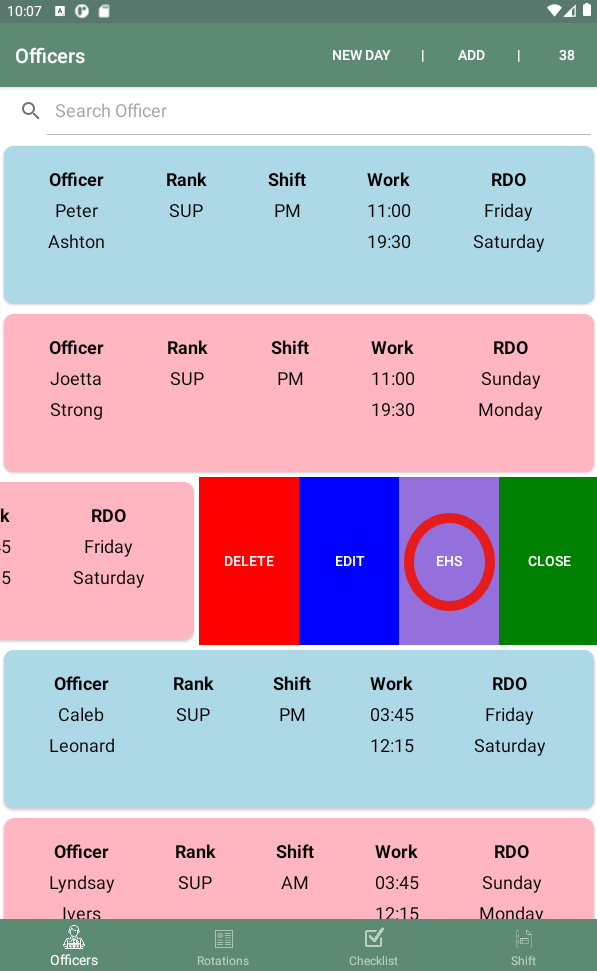 10:07 A
Officers NEW DAY | ADD | 38
Search Officer
Officer Rank Shift Work RDO
Peter SUP PM 11:00 Friday
Ashton 19:30 Saturday
Officer Rank Shift Work RDO
Joetta SUP PM 11:00 Sunday
Strong 19:30 Monday
k RDO
45 Friday
5 Saturday
DELETE EDIT EHS CLOSE
Officer Rank Shift Work RDO
Caleb SUP PM 03:45 Friday
Leonard 12:15 Saturday
Officer Rank Shift Work RDO
Lyndsay SUP AM 03:45 Sunday
Ivers 12:15 Monday
Officers Rotations Checklist Shift